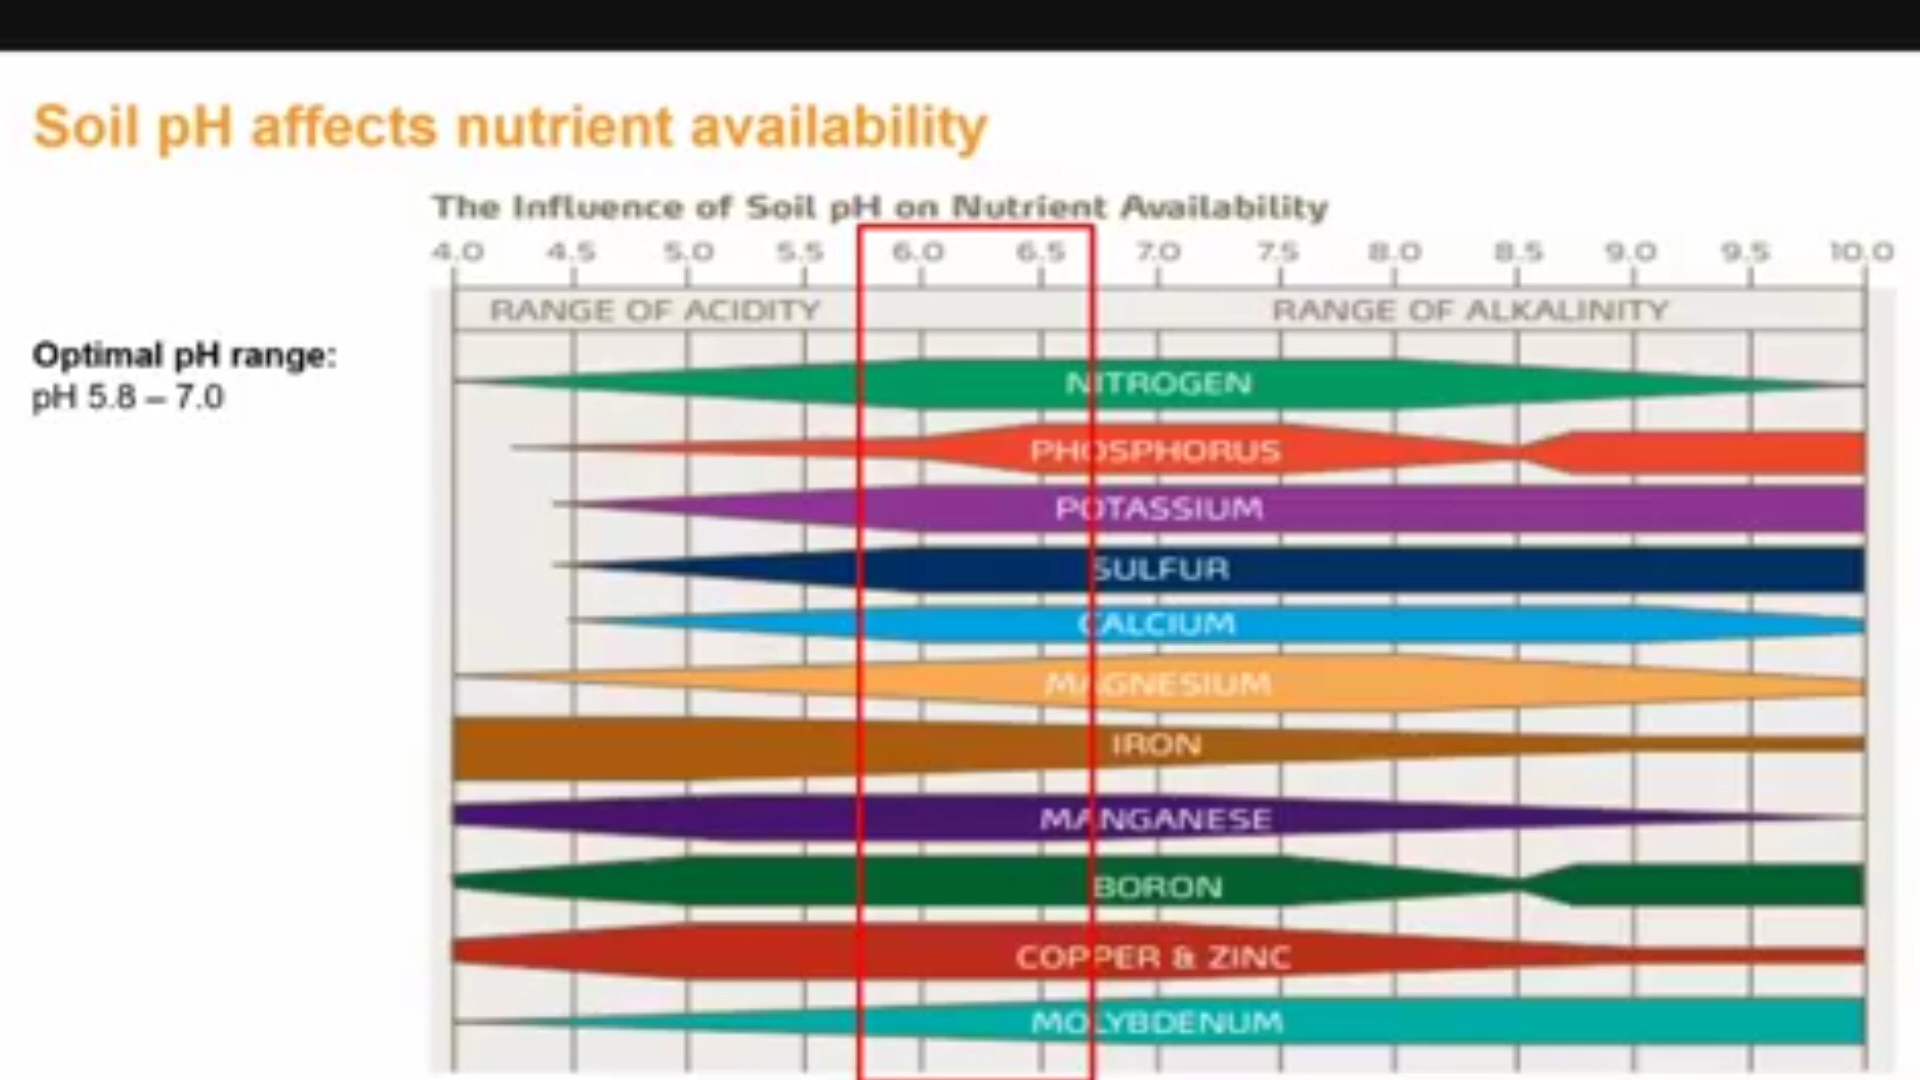 Soil pH affects nutrient availability
The Influence of Soil pH on Nutrient Availability
4.0 4.5 5.0 5.5 6.0 6.5 7.0 7.5 8.0 8.5 9.0 9.5 10.0
RANGE OF ACIDITY RANGE OF ALKALINITY
Optimal pH range:
pH 5.8 – 7.0
NITROGEN
PHOSPHORUS
POTASSIUM
SULFUR
CALCIUM
MAGNESIUM
IRON
MANGANESE
BORON
COPPER & ZINC
MOLYBDENUM